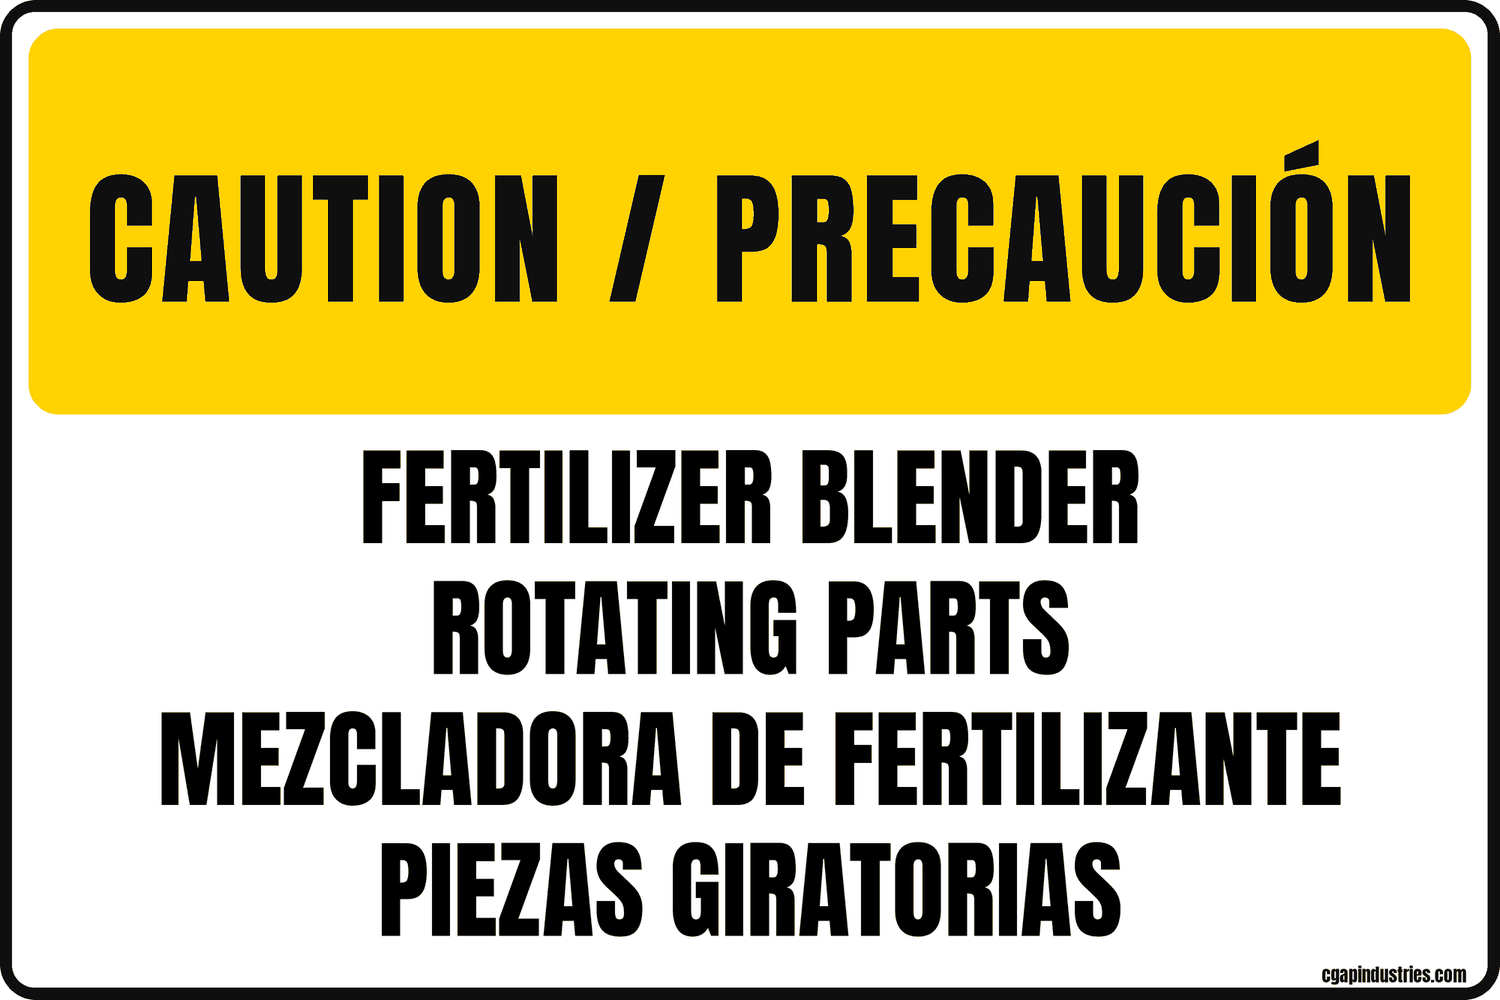 CAUTION / PRECAUCIÓN
FERTILIZER BLENDER
ROTATING PARTS
MEZCLADORA DE FERTILIZANTE
PIEZAS GIRATORIAS
cgapindustries.com